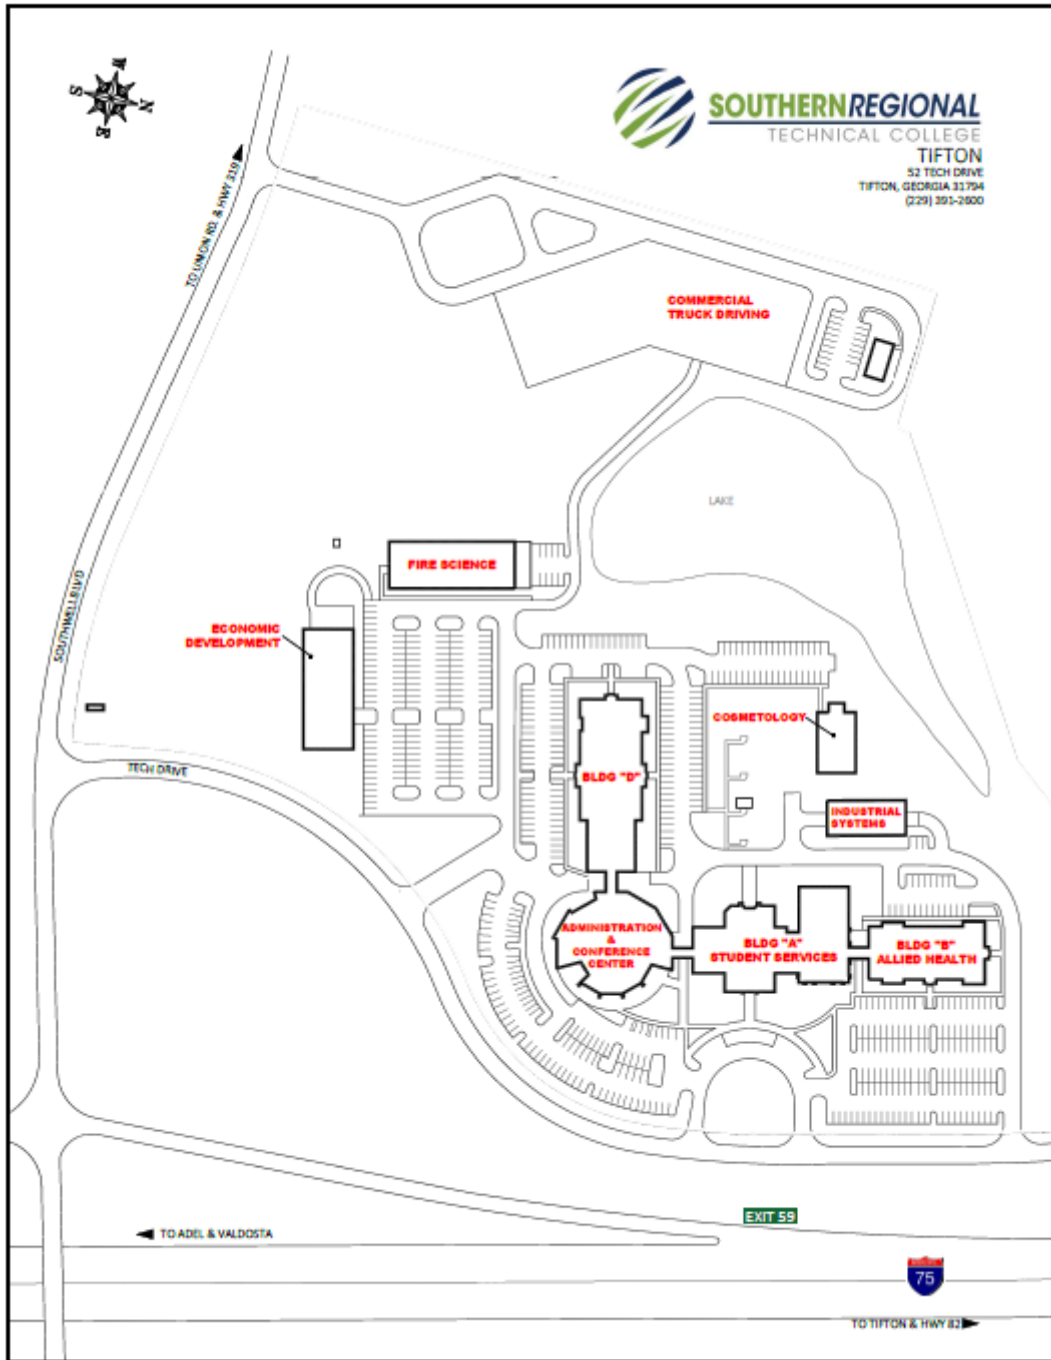 W
S
N
E
SOUTHERN REGIONAL
TECHNICAL COLLEGE
TIFTON
52 TECH DRIVE
TIFTON, GEORGIA 31794
(229) 391-2600
TO UNION RD. & HWY 319
COMMERCIAL
TRUCK DRIVING
LAKE
FIRE SCIENCE
SOUTHWELL BLVD
ECONOMIC
DEVELOPMENT
COSMETOLOGY
TECH DRIVE
BLDG "D"
INDUSTRIAL
SYSTEMS
ADMINISTRATION
&
CONFERENCE
CENTER
BLDG "A"
STUDENT SERVICES
BLDG "B"
ALLIED HEALTH
EXIT 59
TO ADEL & VALDOSTA
75
TO TIFTON & HWY 82